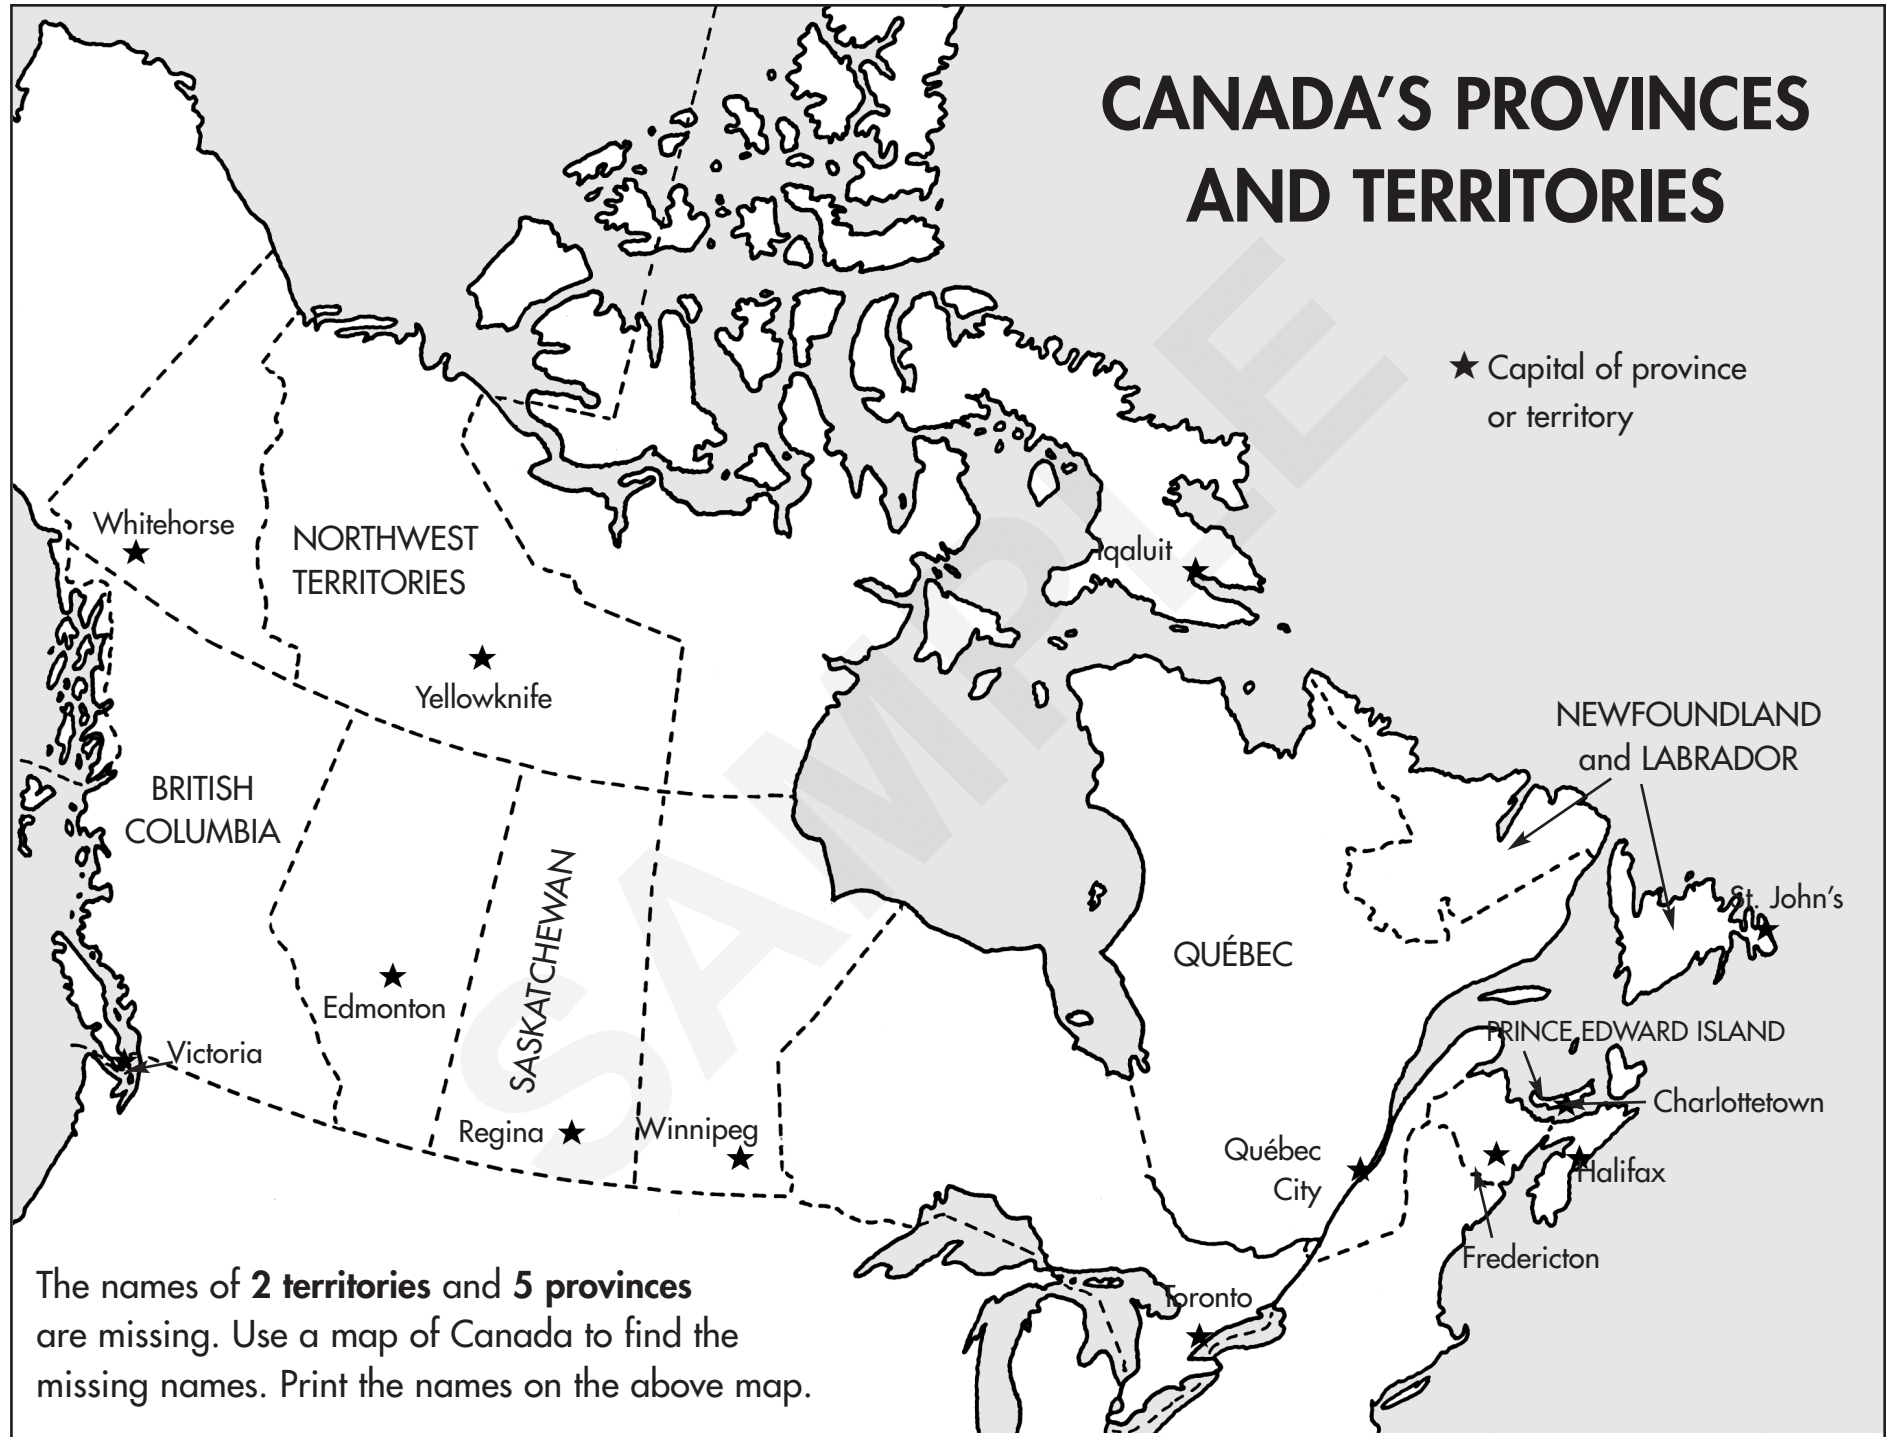 CANADA'S PROVINCES
AND TERRITORIES
★ Capital of province
or territory
Whitehorse
NORTHWEST
TERRITORIES
Iqaluit
Yellowknife
NEWFOUNDLAND
and LABRADOR
BRITISH
COLUMBIA
SASKATCHEWAN
St. John's
QUÉBEC
Edmonton
PRINCE EDWARD ISLAND
Victoria
Charlottetown
Regina
Winnipeg
Québec
City
Halifax
Fredericton
Toronto
The names of 2 territories and 5 provinces
are missing. Use a map of Canada to find the
missing names. Print the names on the above map.
SAMPLE